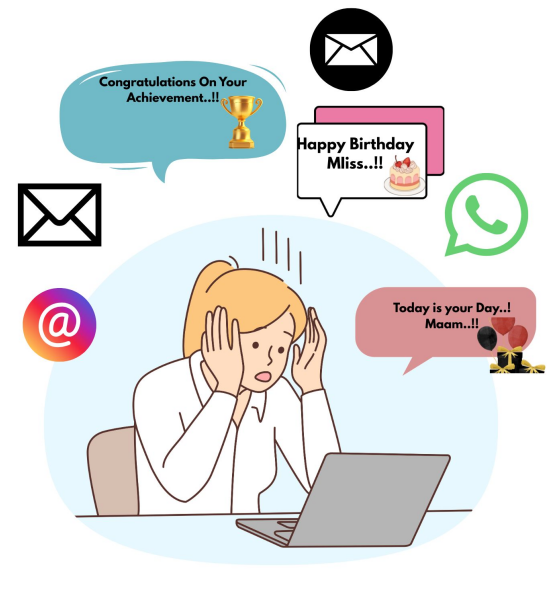 Congratulations On Your
Achievement..!!
Happy Birthday
Mliss..!!
@
Today is your Day..!
Maam..!!